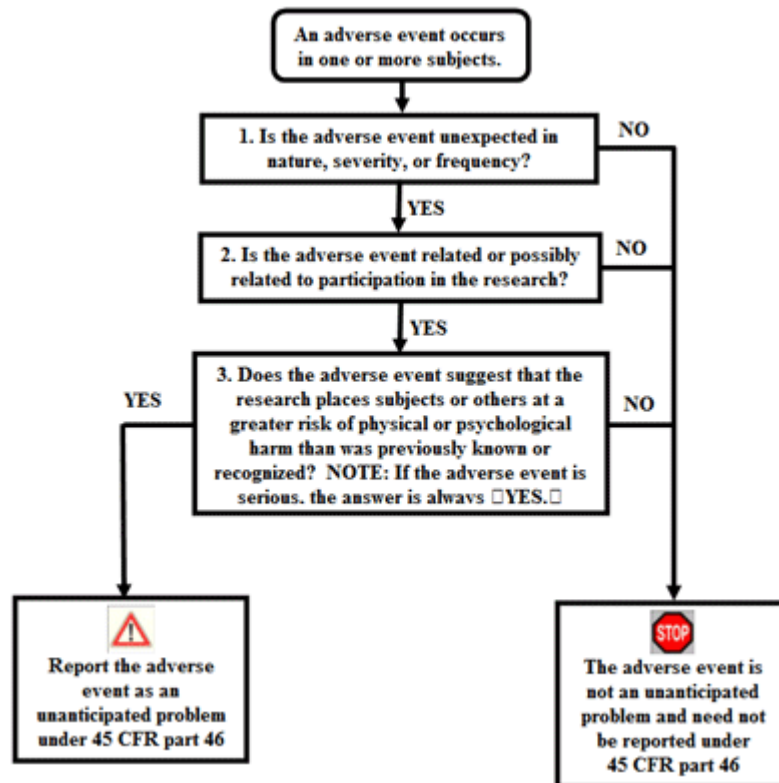 An adverse event occurs
in one or more subjects.
1. Is the adverse event unexpected in
nature, severity, or frequency?
NO
YES
2. Is the adverse event related or possibly
related to participation in the research?
NO
YES
3. Does the adverse event suggest that the
research places subjects or others at a
greater risk of physical or psychological
harm than was previously known or
recognized? NOTE: If the adverse event is
serious. the answer is always □YES.□
YES
NO
Report the adverse
event as an
unanticipated problem
under 45 CFR part 46
STOP
The adverse event is
not an unanticipated
problem and need not
be reported under
45 CFR part 46